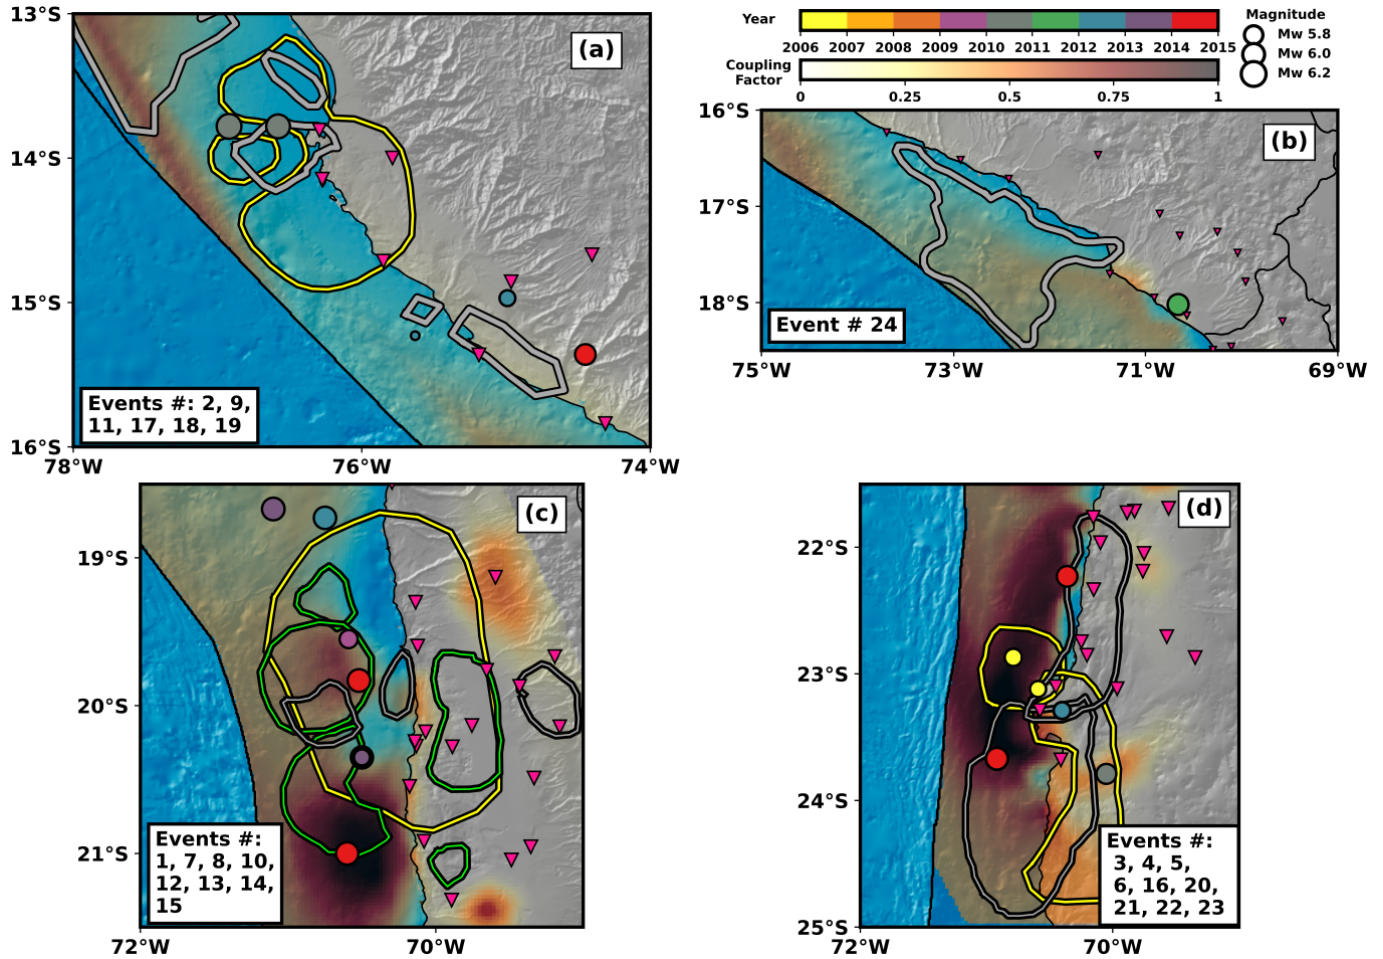 13°S
14°S
15°S
16°S
78°W
76°W
74°W
(a)
Events #: 2, 9,
11, 17, 18, 19
Year
2006 2007 2008 2009 2010 2011 2012 2013 2014 2015
Coupling
Factor
0 0.25 0.5 0.75 1
Magnitude
Mw 5.8
Mw 6.0
Mw 6.2
16°S
17°S
18°S
75°W
73°W
71°W
69°W
(b)
Event # 24
19°S
20°S
21°S
72°W
70°W
(c)
Events #:
1, 7, 8, 10,
12, 13, 14,
15
22°S
23°S
24°S
25°S
72°W
70°W
(d)
Events #:
3, 4, 5,
6, 16, 20,
21, 22, 23